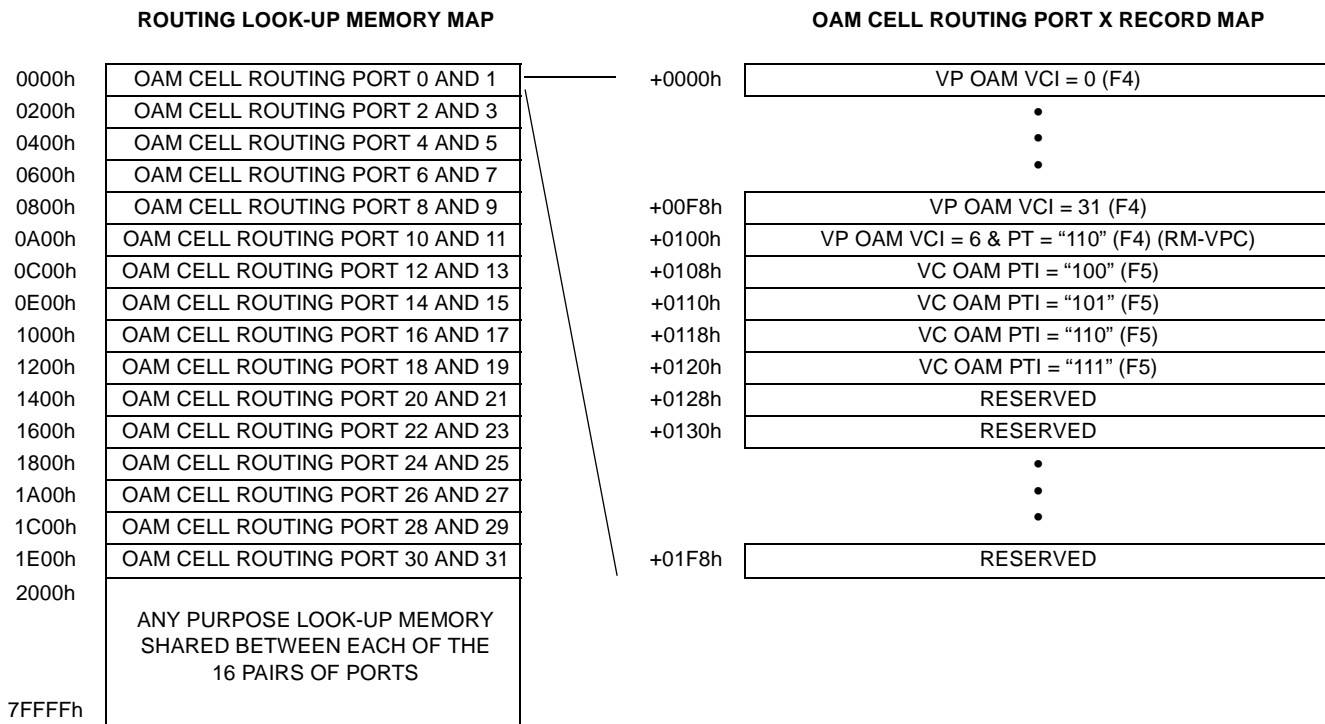 ROUTING LOOK-UP MEMORY MAP
0000h OAM CELL ROUTING PORT 0 AND 1
0200h OAM CELL ROUTING PORT 2 AND 3
0400h OAM CELL ROUTING PORT 4 AND 5
0600h OAM CELL ROUTING PORT 6 AND 7
0800h OAM CELL ROUTING PORT 8 AND 9
0A00h OAM CELL ROUTING PORT 10 AND 11
0C00h OAM CELL ROUTING PORT 12 AND 13
0E00h OAM CELL ROUTING PORT 14 AND 15
1000h OAM CELL ROUTING PORT 16 AND 17
1200h OAM CELL ROUTING PORT 18 AND 19
1400h OAM CELL ROUTING PORT 20 AND 21
1600h OAM CELL ROUTING PORT 22 AND 23
1800h OAM CELL ROUTING PORT 24 AND 25
1A00h OAM CELL ROUTING PORT 26 AND 27
1C00h OAM CELL ROUTING PORT 28 AND 29
1E00h OAM CELL ROUTING PORT 30 AND 31
2000h
ANY PURPOSE LOOK-UP MEMORY
SHARED BETWEEN EACH OF THE
16 PAIRS OF PORTS
7FFFFh
OAM CELL ROUTING PORT X RECORD MAP
+0000h VP OAM VCI = 0 (F4)
•
•
•
+00F8h VP OAM VCI = 31 (F4)
+0100h VP OAM VCI = 6 & PT = “110” (F4) (RM-VPC)
+0108h VC OAM PTI = “100” (F5)
+0110h VC OAM PTI = “101” (F5)
+0118h VC OAM PTI = “110” (F5)
+0120h VC OAM PTI = “111” (F5)
+0128h RESERVED
+0130h RESERVED
•
•
•
+01F8h RESERVED